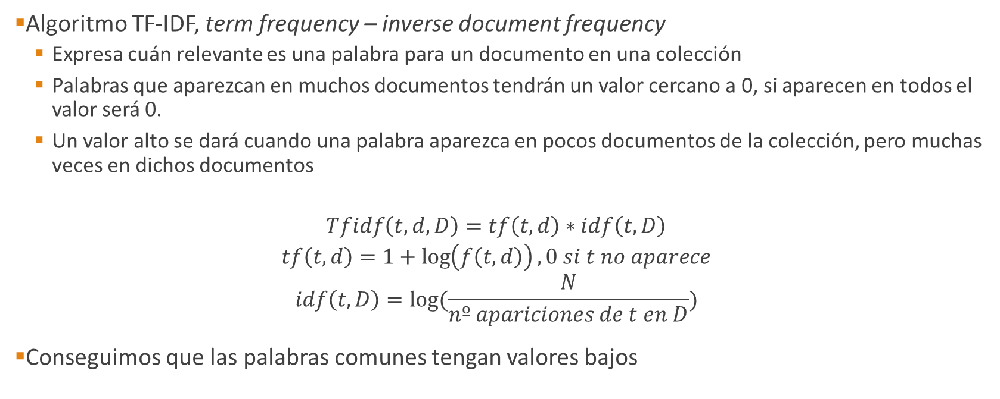 ▪Algoritmo TF-IDF, term frequency – inverse document frequency
▪ Expresa cuán relevante es una palabra para un documento en una colección
▪ Palabras que aparezcan en muchos documentos tendrán un valor cercano a 0, si aparecen en todos el
valor será 0.
▪ Un valor alto se dará cuando una palabra aparezca en pocos documentos de la colección, pero muchas
veces en dichos documentos
Tfidf(t, d, D) = tf(t, d) ∗ idf(t, D)
tf(t, d) = 1 + log(f(t, d)), 0 si t no aparece
idf(t, D) = log(N / nº apariciones de t en D)
▪Conseguimos que las palabras comunes tengan valores bajos